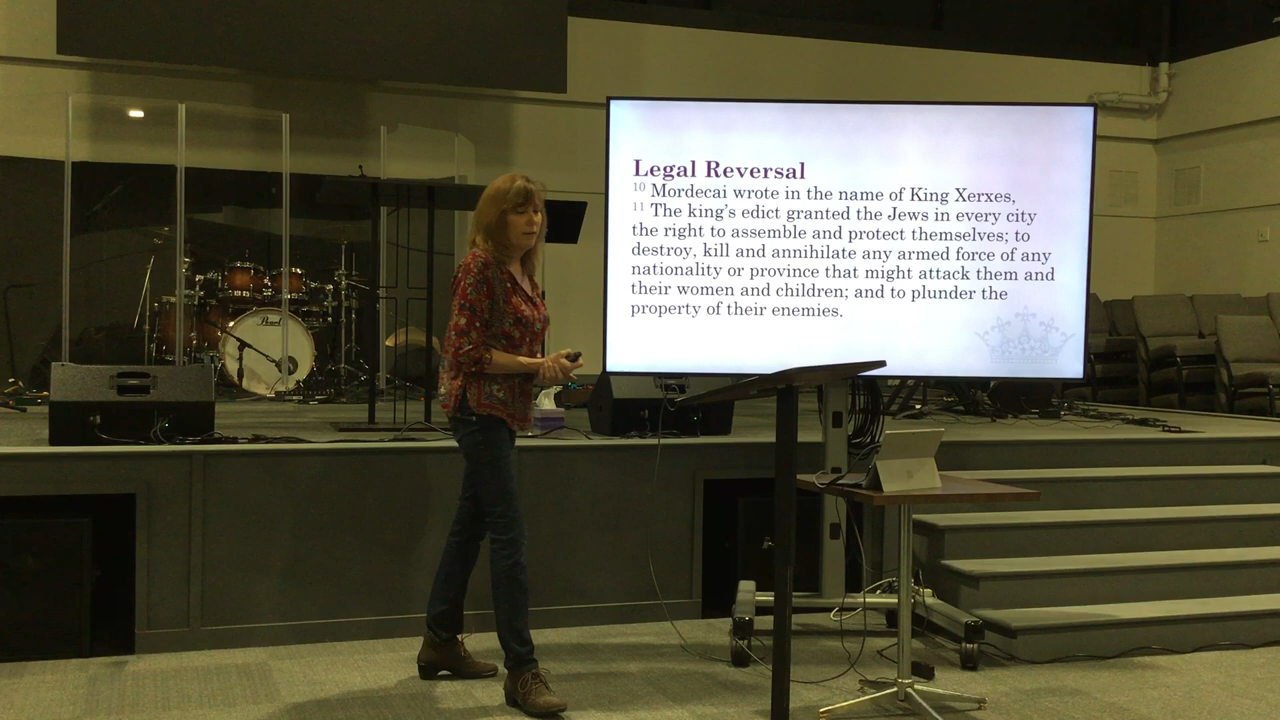 Legal Reversal
10 Mordecai wrote in the name of King Xerxes,
11 The king's edict granted the Jews in every city
the right to assemble and protect themselves; to
destroy, kill and annihilate any armed force of any
nationality or province that might attack them and
their women and children; and to plunder the
property of their enemies.
Pearl